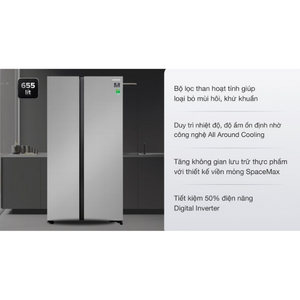 655
lít
Bộ lọc than hoạt tính giúp
loại bỏ mùi hôi, khử khuẩn
Duy trì nhiệt độ, độ ẩm ổn định nhờ
công nghệ All Around Cooling
Tăng không gian lưu trữ thực phẩm
với thiết kế viền mỏng SpaceMax
Tiết kiệm 50% điện năng
Digital Inverter